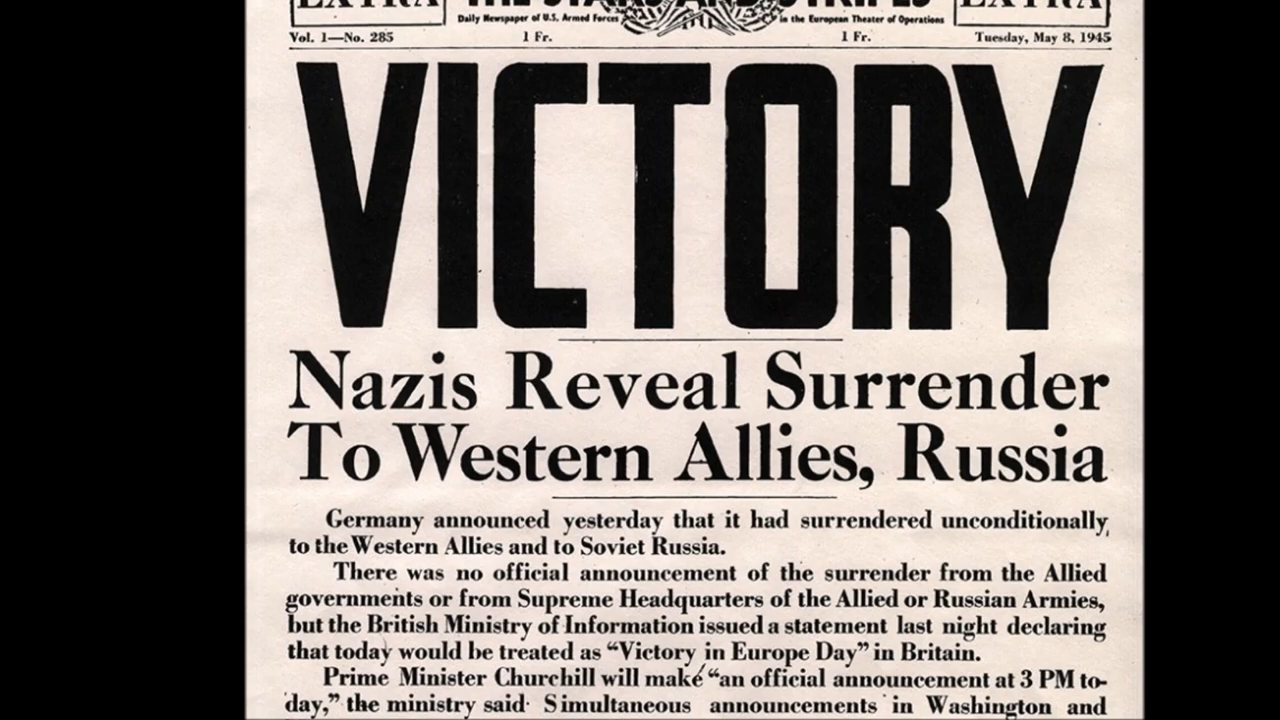 EXTRA THE STARS AND STRIPES EXTRA
Daily Newspaper of U.S. Armed Forces in the European Theater of Operations
Vol. 1—No. 285 1 Fr. 1 Fr. Tuesday, May 8, 1945
VICTORY
Nazis Reveal Surrender
To Western Allies, Russia
Germany announced yesterday that it had surrendered unconditionally,
to the Western Allies and to Soviet Russia.
There was no official announcement of the surrender from the Allied
governments or from Supreme Headquarters of the Allied or Russian Armies,
but the British Ministry of Information issued a statement last night declaring
that today would be treated as “Victory in Europe Day” in Britain.
Prime Minister Churchill will make “an official announcement at 3 PM to-
day,” the ministry said. Simultaneous announcements in Washington and